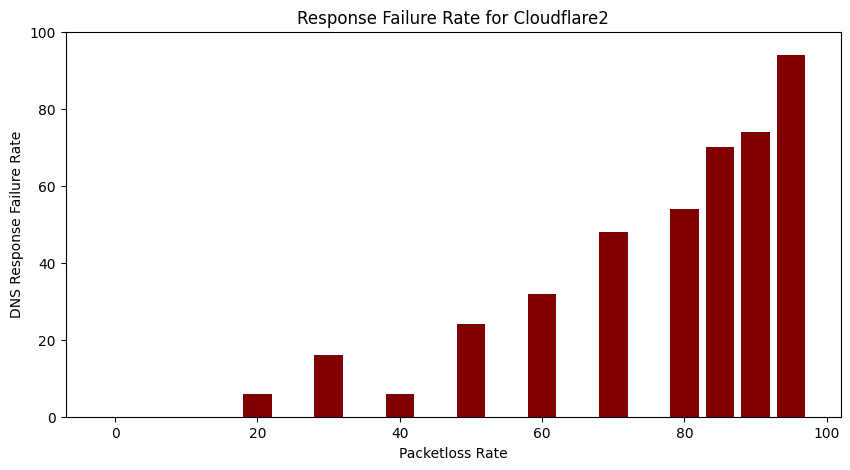 Response Failure Rate for Cloudflare2
100
80
60
40
20
0
DNS Response Failure Rate
0 20 40 60 80 100
Packetloss Rate